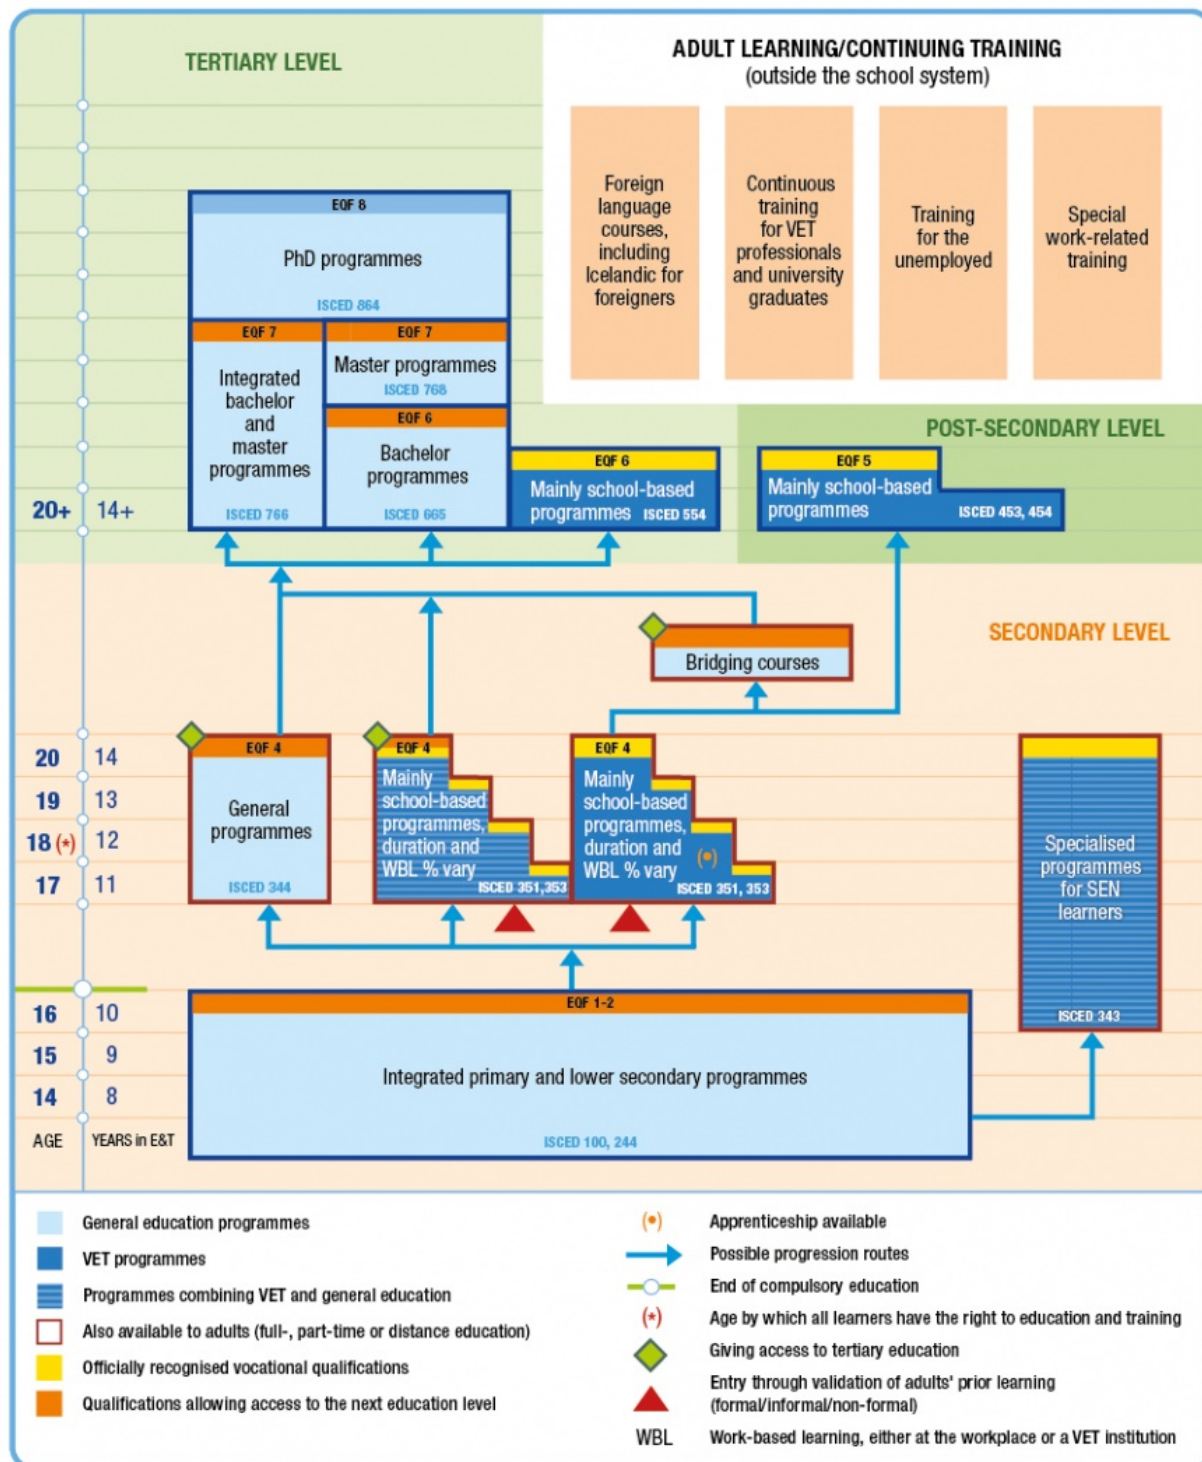 TERTIARY LEVEL
ADULT LEARNING/CONTINUING TRAINING
(outside the school system)
Foreign
language
courses,
including
Icelandic for
foreigners
Continuous
training
for VET
professionals
and university
graduates
Training
for the
unemployed
Special
work-related
training
EQF 8
PhD programmes
ISCED 864
EQF 7
Integrated
bachelor
and
master
programmes
ISCED 766
EQF 7
Master programmes
ISCED 768
EQF 6
Bachelor
programmes
ISCED 665
EQF 6
Mainly school-based
programmes ISCED 554
POST-SECONDARY LEVEL
EQF 5
Mainly school-based
programmes
ISCED 453, 454
20+ 14+
SECONDARY LEVEL
Bridging courses
20 14
19 13
18 (*) 12
17 11
EQF 4
General
programmes
ISCED 344
EQF 4
Mainly
school-based
programmes,
duration and
WBL % vary
ISCED 351,353
EQF 4
Mainly
school-based
programmes,
duration and
WBL % vary
(•)
ISCED 351, 353
Specialised
programmes
for SEN
learners
ISCED 343
16 10
15 9
14 8
AGE YEARS in E&T
EQF 1-2
Integrated primary and lower secondary programmes
ISCED 100, 244
General education programmes
VET programmes
Programmes combining VET and general education
Also available to adults (full-, part-time or distance education)
Officially recognised vocational qualifications
Qualifications allowing access to the next education level
(•) Apprenticeship available
Possible progression routes
End of compulsory education
(*) Age by which all learners have the right to education and training
Giving access to tertiary education
Entry through validation of adults' prior learning
(formal/informal/non-formal)
WBL Work-based learning, either at the workplace or a VET institution